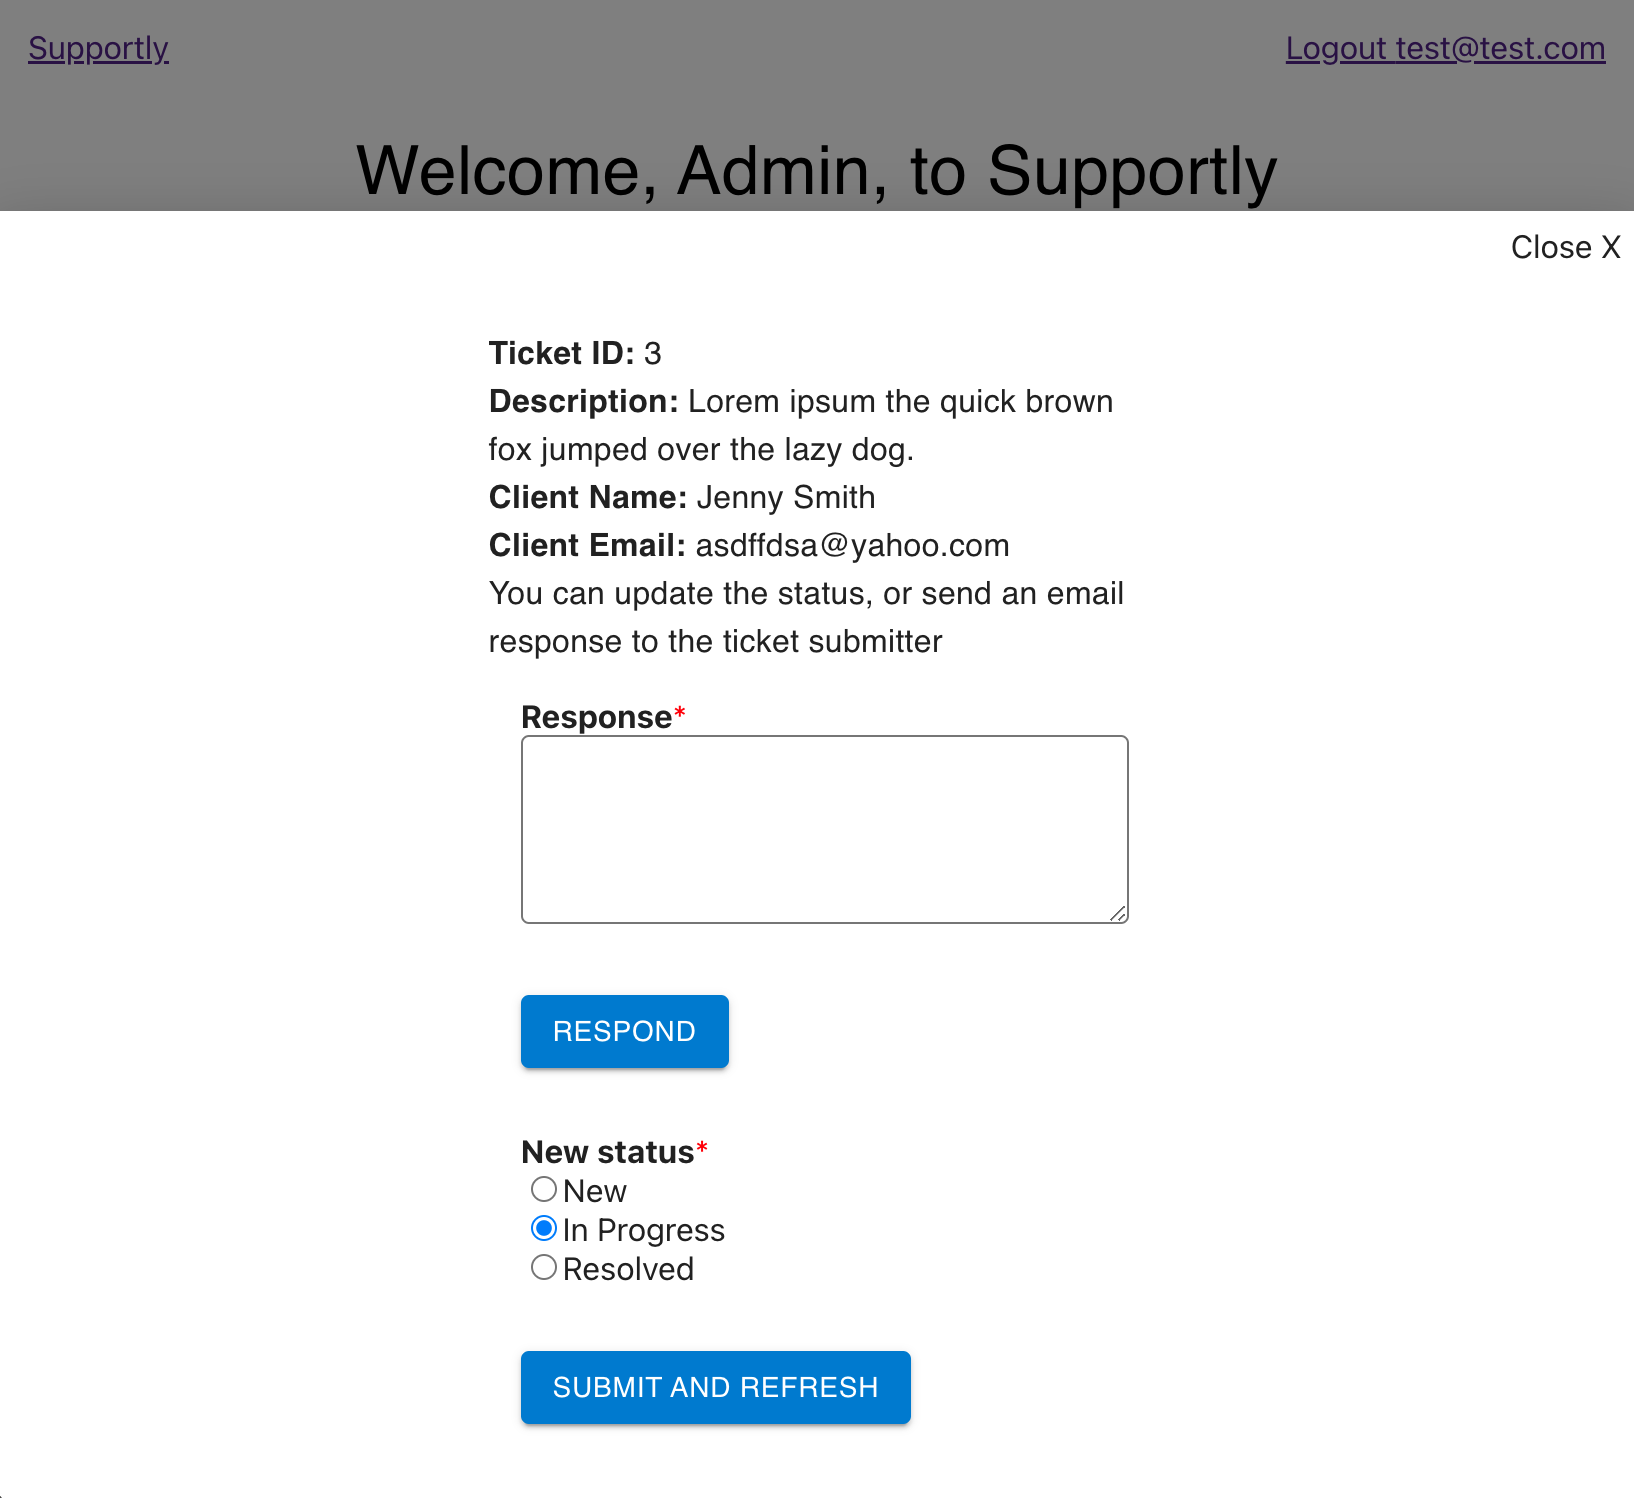 Supportly
Logout test@test.com
Welcome, Admin, to Supportly
Close X
Ticket ID: 3
Description: Lorem ipsum the quick brown
fox jumped over the lazy dog.
Client Name: Jenny Smith
Client Email: asdffdsa@yahoo.com
You can update the status, or send an email
response to the ticket submitter
Response*
RESPOND
New status*
New
In Progress
Resolved
SUBMIT AND REFRESH